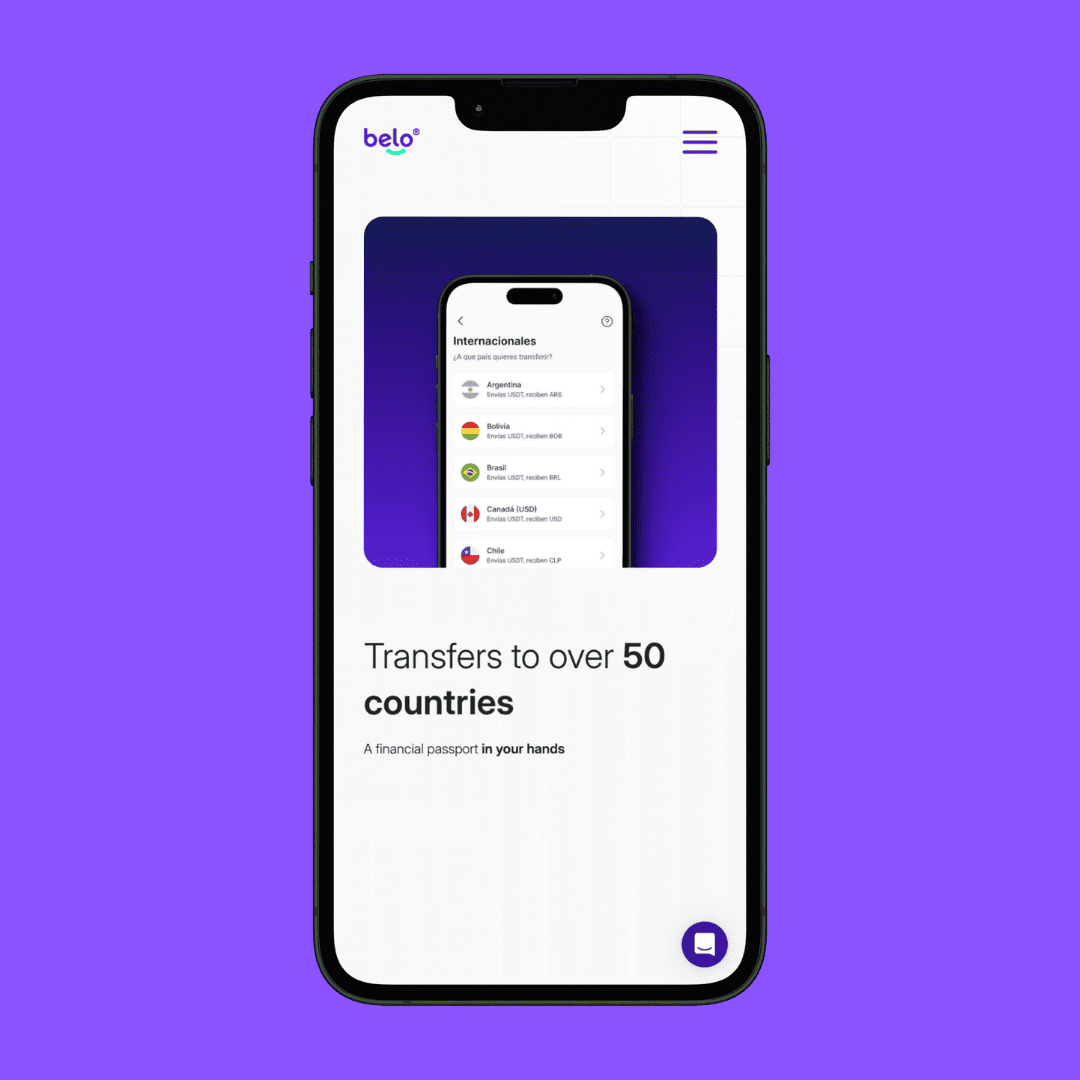 belo®
Internacionales
¿A que país quieres transferir?
Argentina
Envías USDT, reciben ARS
Bolivia
Envías USDT, reciben BOB
Brasil
Envías USDT, reciben BRL
Canadá (USD)
Envías USDT, reciben USD
Chile
Envías USDT, reciben CLP
Transfers to over 50
countries
A financial passport in your hands